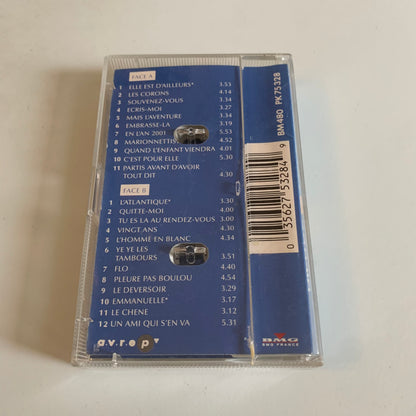 FACE A
1 ELLE EST D'AILLEURS* 3.53
2 LES CORONS 4.14
3 SOUVENEZ-VOUS 3.34
4 ECRIS-MOI 3.27
5 MAIS L'AVENTURE 3.34
6 EMBRASSE-LA 3.19
7 EN L'AN 2001 5.53
8 MARIONNETTIS 4.52
9 QUAND L'ENFANT VIENDRA 4.01
10 C'EST POUR ELLE 5.30
11 PARTIS AVANT D'AVOIR
TOUT DIT 4.30
FACE B
1 L'ATLANTIQUE* 3.30
2 QUITTE-MOI 4.00
3 TU ES LA AU RENDEZ-VOUS 3.00
4 VINGT ANS 4.30
5 L'HOMME EN BLANC 4.34
6 YE YE LES
TAMBOURS 3.51
7 FLO 4.40
8 PLEURE PAS BOULOU 4.54
9 LE DEVERSOIR 3.29
10 EMMANUELLE* 3.17
11 LE CHENE 3.12
12 UN AMI QUI S'EN VA 5.31
a.v.r.e.p
BM 480 PK 75328
0 35627 53284 9
BMG
BMG FRANCE